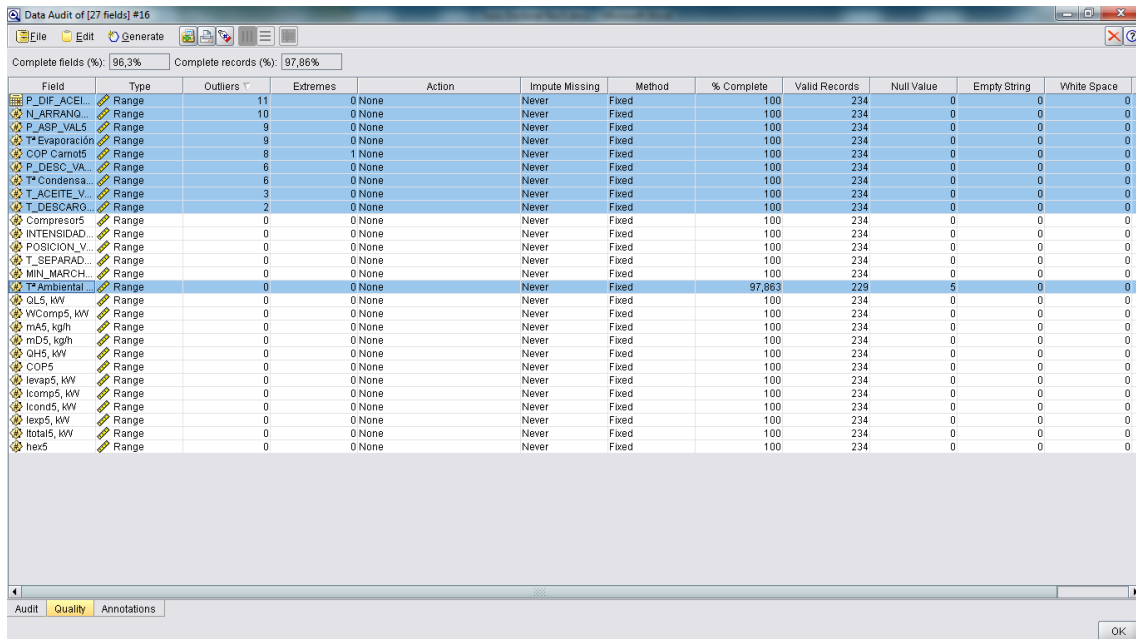 Data Audit of [27 fields] #16
File Edit Generate
Complete fields (%): 96,3% Complete records (%): 97,86%
Field Type Outliers Extremes Action Impute Missing Method % Complete Valid Records Null Value Empty String White Space
P_DIF_ACEI... Range 11 0 None Never Fixed 100 234 0 0 0
N_ARRANQ... Range 10 0 None Never Fixed 100 234 0 0 0
P_ASP_VAL5 Range 9 0 None Never Fixed 100 234 0 0 0
Tª Evaporación Range 9 0 None Never Fixed 100 234 0 0 0
COP Carnot5 Range 8 1 None Never Fixed 100 234 0 0 0
P_DESC_VA... Range 6 0 None Never Fixed 100 234 0 0 0
Tª Condensa... Range 6 0 None Never Fixed 100 234 0 0 0
T_ACEITE_V... Range 3 0 None Never Fixed 100 234 0 0 0
T_DESCARG... Range 2 0 None Never Fixed 100 234 0 0 0
Compresor5 Range 0 0 None Never Fixed 100 234 0 0 0
INTENSIDAD... Range 0 0 None Never Fixed 100 234 0 0 0
POSICION_V... Range 0 0 None Never Fixed 100 234 0 0 0
T_SEPARAD... Range 0 0 None Never Fixed 100 234 0 0 0
MIN_MARCH... Range 0 0 None Never Fixed 100 234 0 0 0
Tª Ambiental ... Range 0 0 None Never Fixed 97,863 229 5 0 0
QL5, kW Range 0 0 None Never Fixed 100 234 0 0 0
WComp5, kW Range 0 0 None Never Fixed 100 234 0 0 0
mA5, kg/h Range 0 0 None Never Fixed 100 234 0 0 0
mD5, kg/h Range 0 0 None Never Fixed 100 234 0 0 0
QH5, kW Range 0 0 None Never Fixed 100 234 0 0 0
COP5 Range 0 0 None Never Fixed 100 234 0 0 0
Ievap5, kW Range 0 0 None Never Fixed 100 234 0 0 0
Icomp5, kW Range 0 0 None Never Fixed 100 234 0 0 0
Icond5, kW Range 0 0 None Never Fixed 100 234 0 0 0
Iexp5, kW Range 0 0 None Never Fixed 100 234 0 0 0
Itotal5, kW Range 0 0 None Never Fixed 100 234 0 0 0
hex5 Range 0 0 None Never Fixed 100 234 0 0 0
Audit Quality Annotations
OK